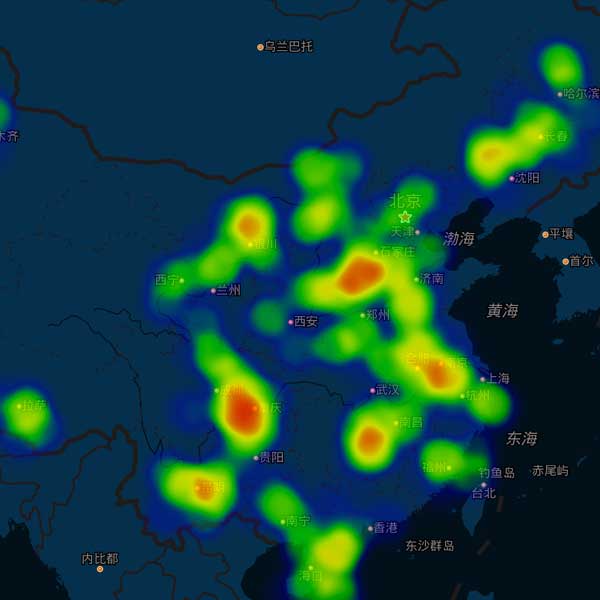 乌兰巴托
哈尔滨
木齐
长春
沈阳
北京
天津
渤海
平壤
首尔
银川
石家庄
西宁
兰州
济南
黄海
西安
郑州
合肥
南京
上海
武汉
杭州
拉萨
成都
重庆
南昌
东海
贵阳
福州
钓鱼岛
赤尾屿
台北
昆明
南宁
香港
东沙群岛
内比都
海口